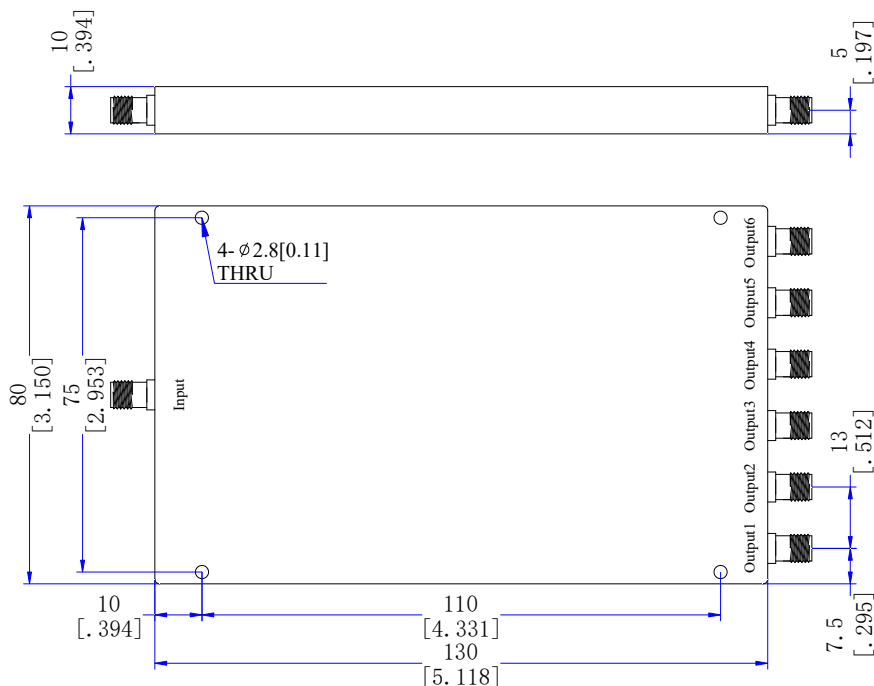 10
[.394]
5
[.197]
4-⌀2.8[0.11]
THRU
80
[3.150]
75
[2.953]
Input
Output6
Output5
Output4
Output3
Output2
Output1
13
[.512]
7.5
[.295]
10
[.394]
110
[4.331]
130
[5.118]